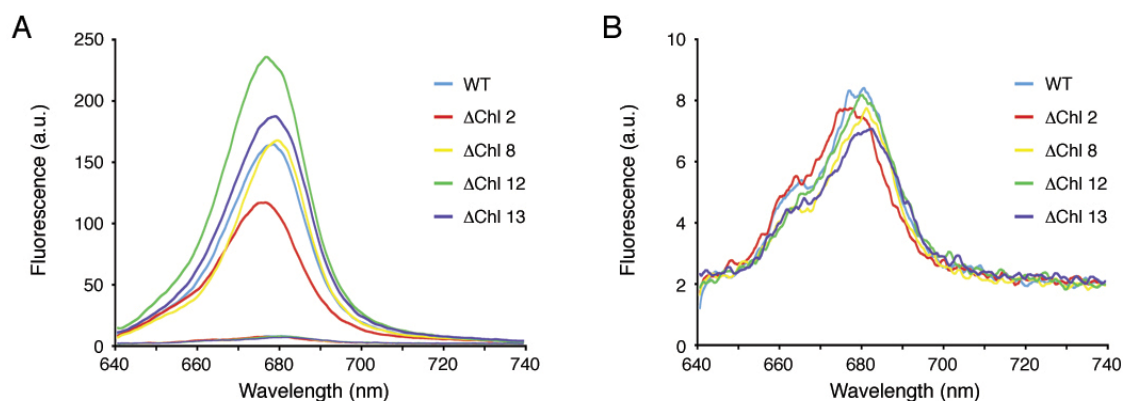 A
250
200
150
100
50
0
640 660 680 700 720 740
Fluorescence (a.u.)
Wavelength (nm)
WT
ΔChl 2
ΔChl 8
ΔChl 12
ΔChl 13
B
10
8
6
4
2
0
640 660 680 700 720 740
Fluorescence (a.u.)
Wavelength (nm)
WT
ΔChl 2
ΔChl 8
ΔChl 12
ΔChl 13